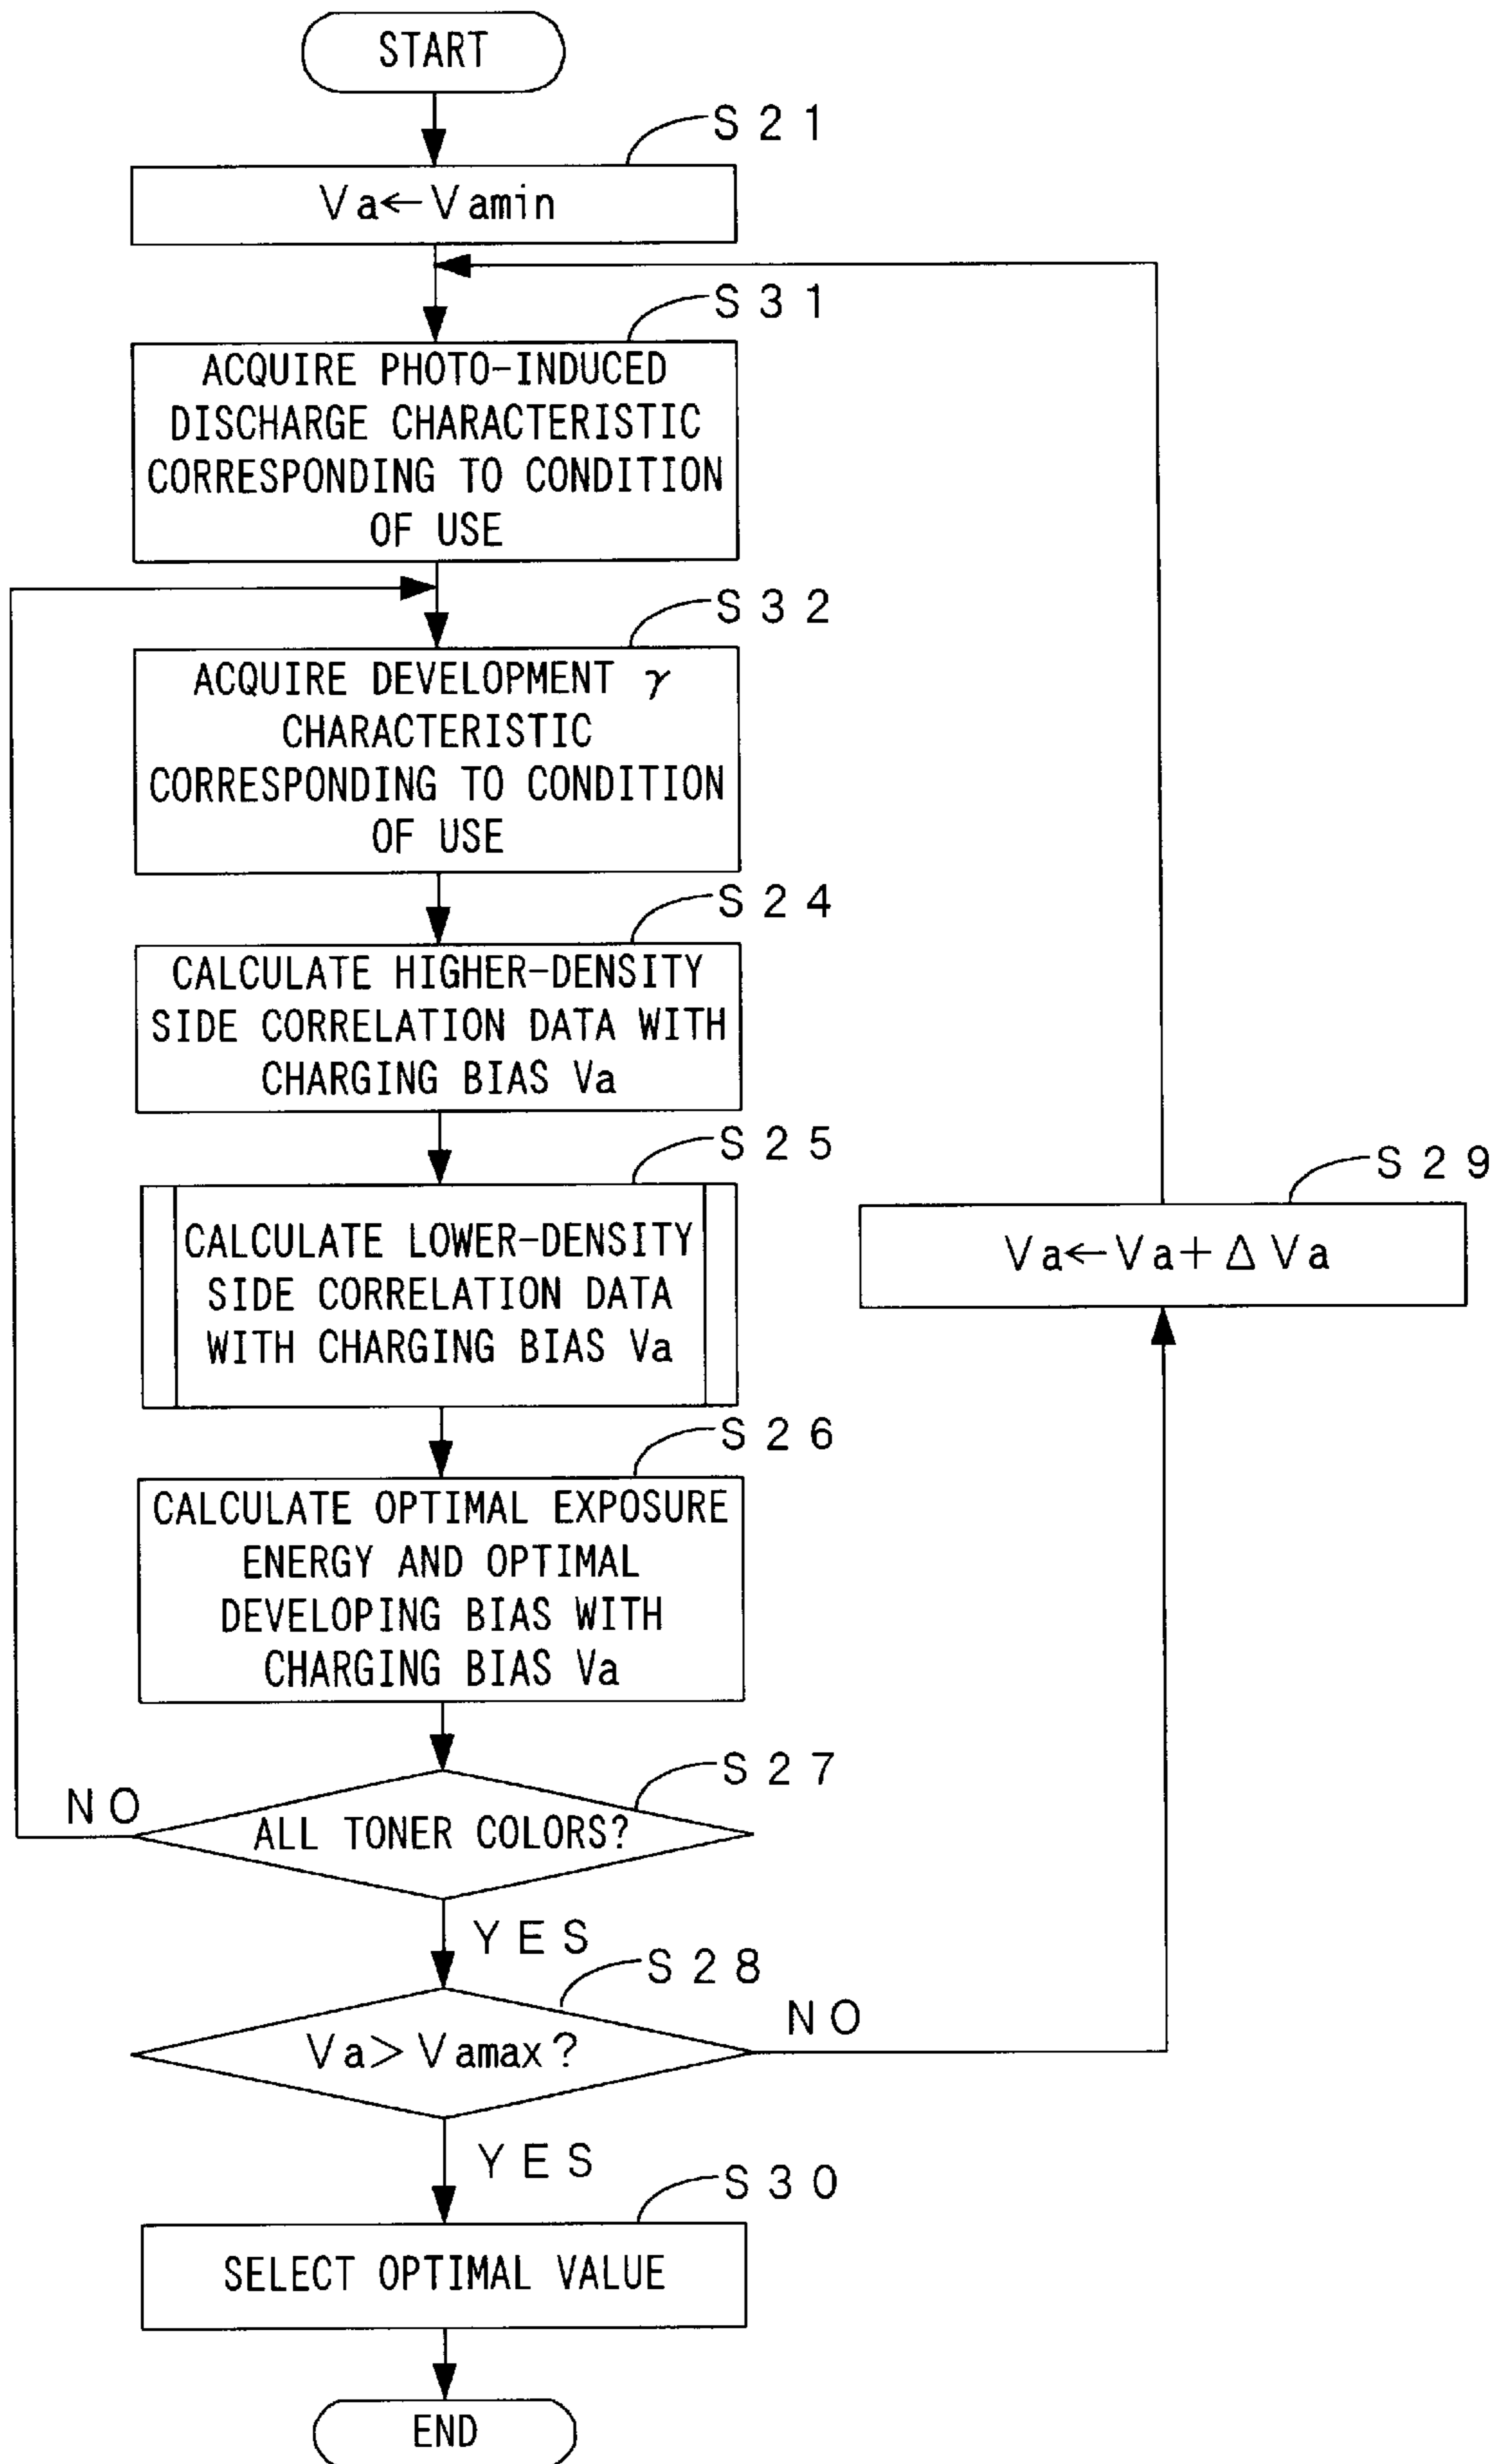 START
S21
Va←Vamin
S31
ACQUIRE PHOTO-INDUCED
DISCHARGE CHARACTERISTIC
CORRESPONDING TO CONDITION
OF USE
S32
ACQUIRE DEVELOPMENT γ
CHARACTERISTIC
CORRESPONDING TO CONDITION
OF USE
S24
CALCULATE HIGHER-DENSITY
SIDE CORRELATION DATA WITH
CHARGING BIAS Va
S25
CALCULATE LOWER-DENSITY
SIDE CORRELATION DATA
WITH CHARGING BIAS Va
S29
Va←Va+ΔVa
S26
CALCULATE OPTIMAL EXPOSURE
ENERGY AND OPTIMAL
DEVELOPING BIAS WITH
CHARGING BIAS Va
S27
NO
ALL TONER COLORS?
YES
S28
NO
Va>Vamax?
YES
S30
SELECT OPTIMAL VALUE
END